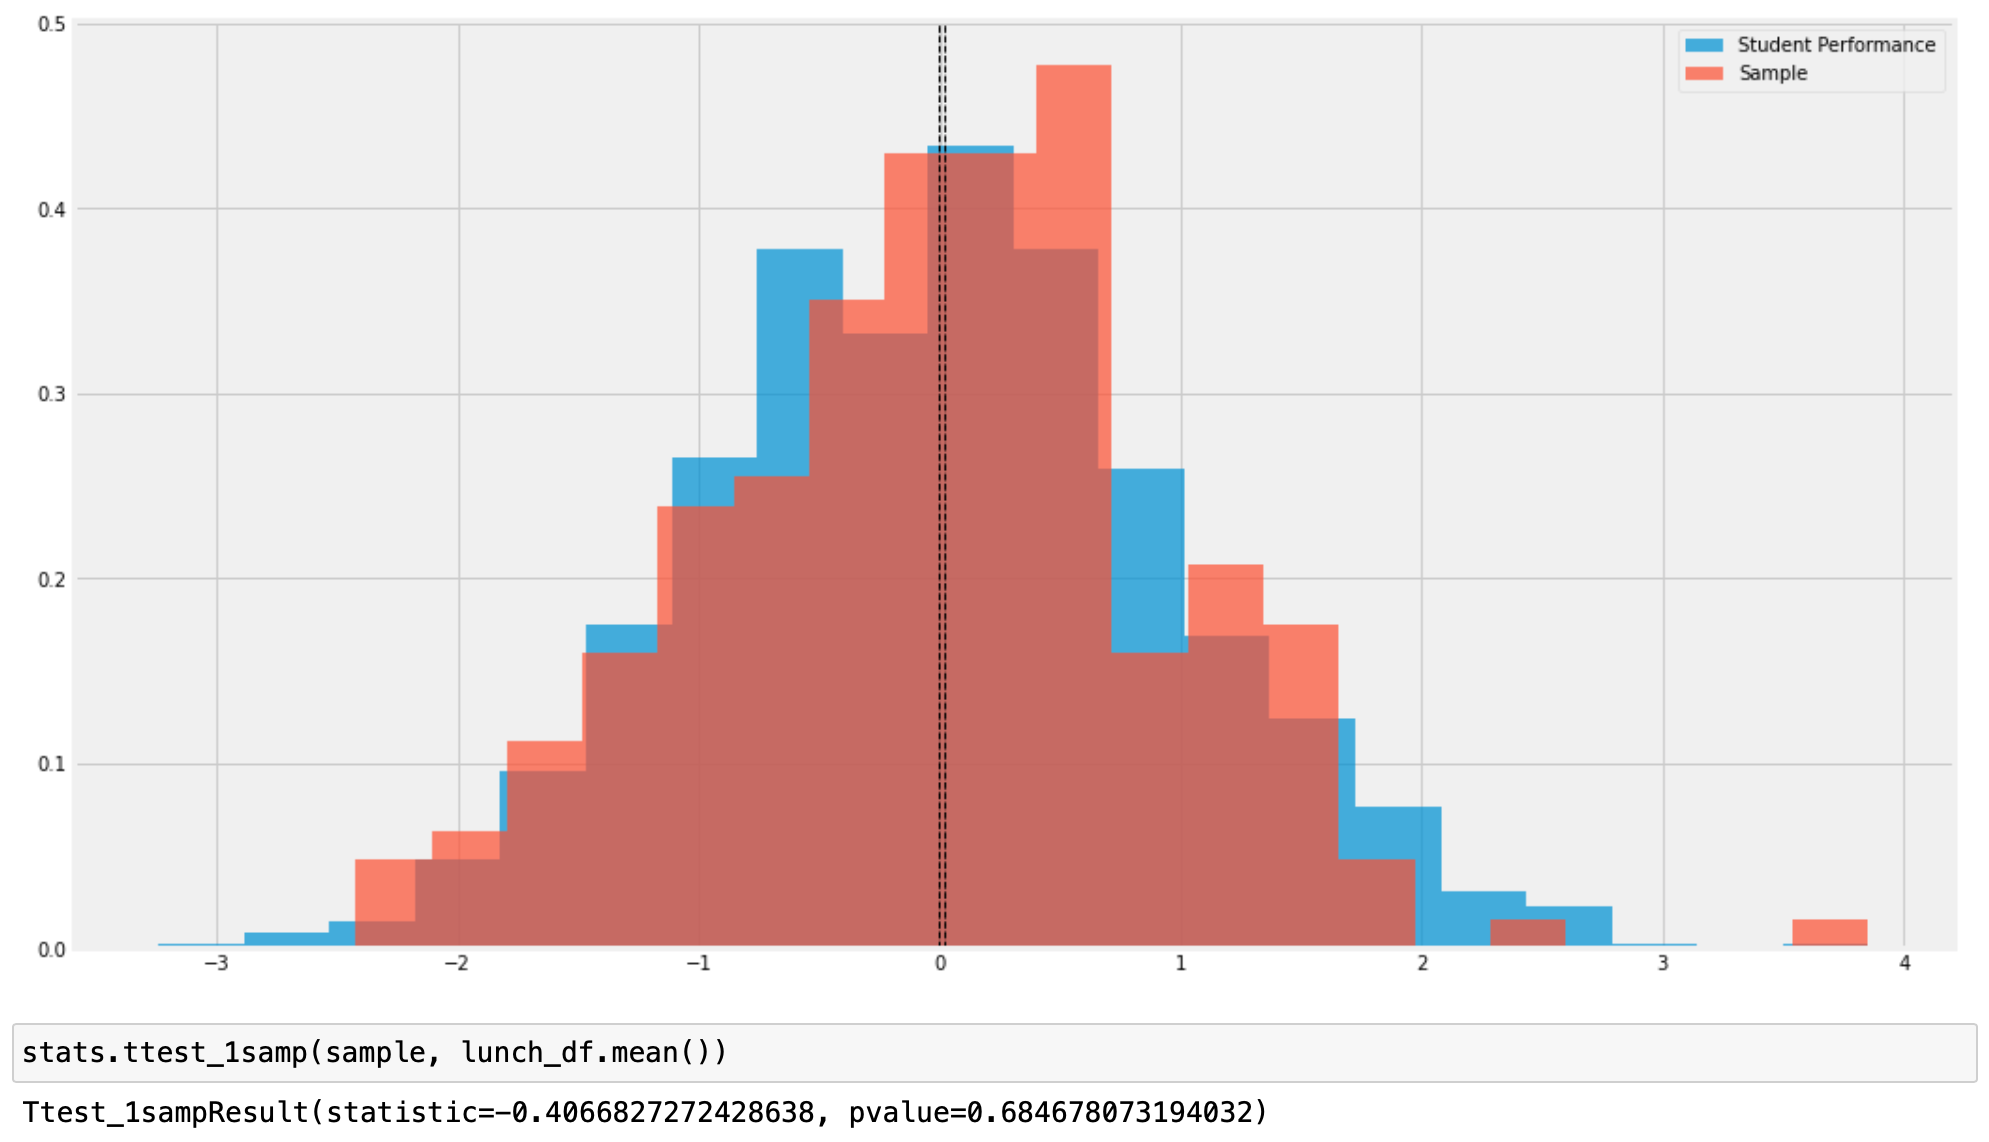 0.5
Student Performance
Sample
0.4
0.3
0.2
0.1
0.0
−3 −2 −1 0 1 2 3 4
stats.ttest_1samp(sample, lunch_df.mean())
Ttest_1sampResult(statistic=-0.4066827272428638, pvalue=0.684678073194032)